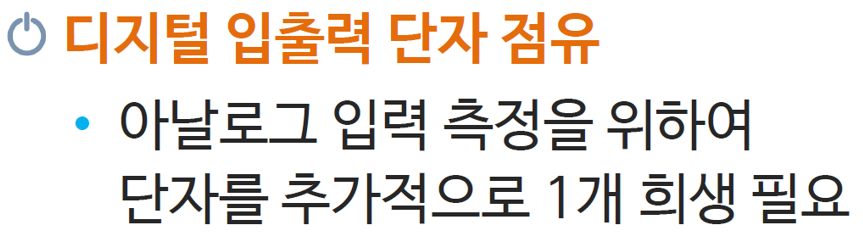 디지털 입출력 단자 점유
• 아날로그 입력 측정을 위하여
단자를 추가적으로 1개 희생 필요